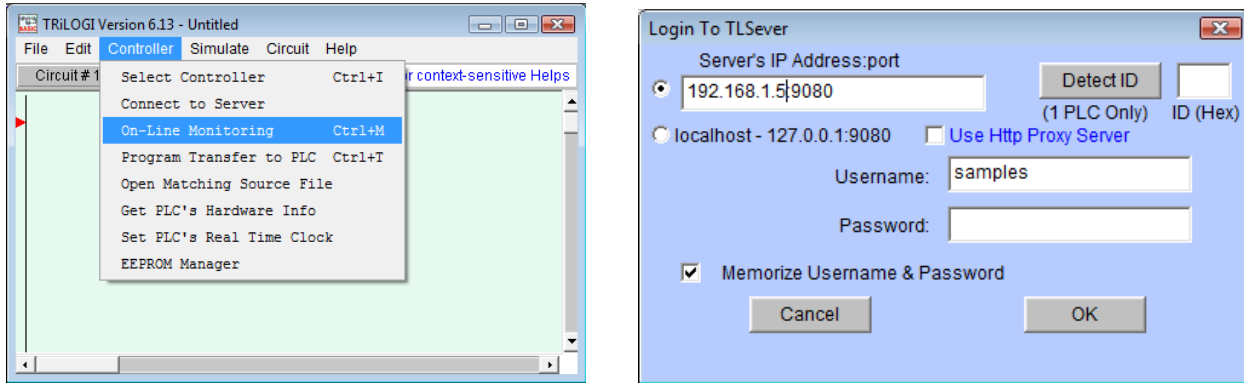 TRiLOGI Version 6.13 - Untitled
File Edit Controller Simulate Circuit Help
Circuit # 1 r context-sensitive Helps
Select Controller Ctrl+I
Connect to Server
On-Line Monitoring Ctrl+M
Program Transfer to PLC Ctrl+T
Open Matching Source File
Get PLC's Hardware Info
Set PLC's Real Time Clock
EEPROM Manager
Login To TLSever
Server's IP Address:port
192.168.1.5:9080
Detect ID
(1 PLC Only) ID (Hex)
localhost - 127.0.0.1:9080 Use Http Proxy Server
Username: samples
Password:
Memorize Username & Password
Cancel OK